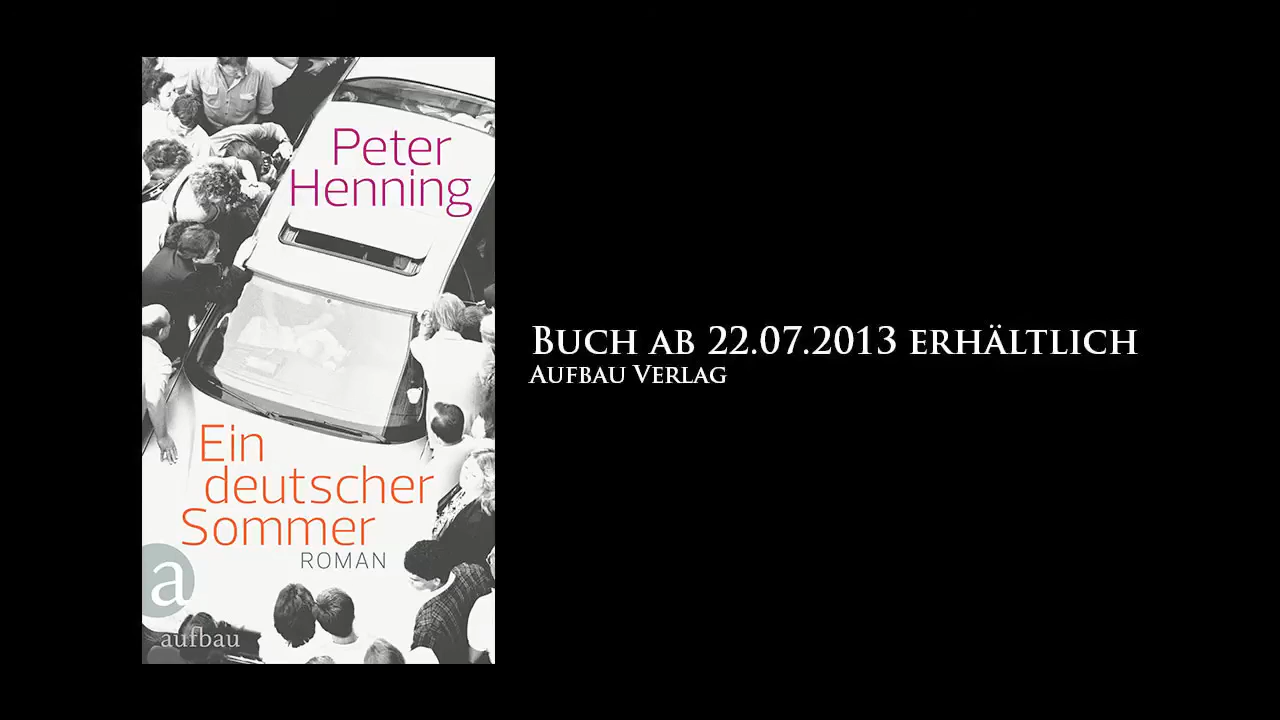 Peter
Henning
Ein
deutscher
Sommer
ROMAN
a
aufbau
BUCH AB 22.07.2013 ERHÄLTLICH
AUFBAU VERLAG